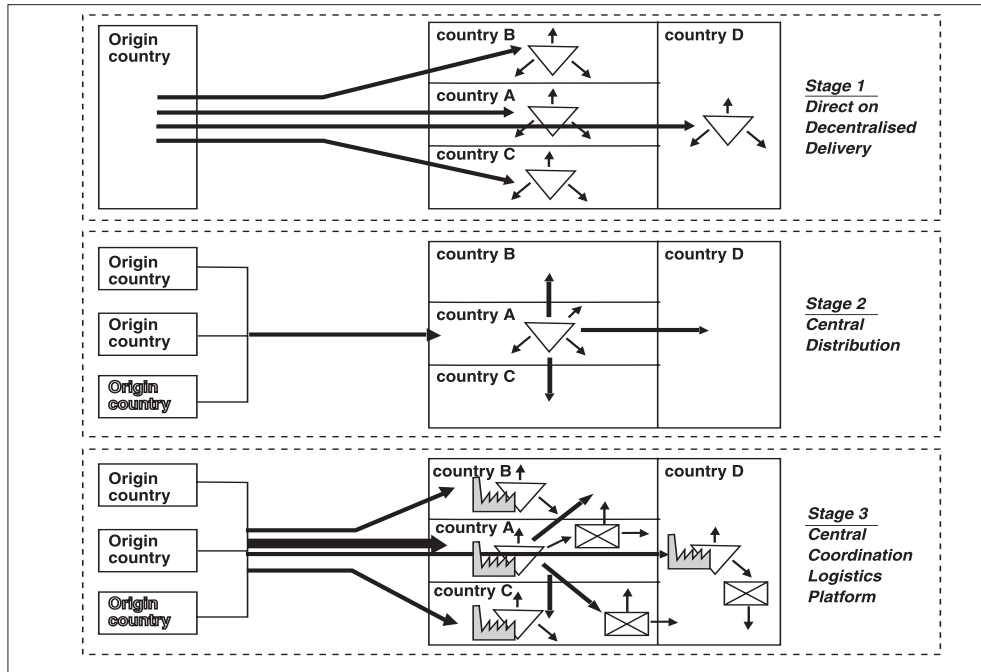 Origin
country
country B
country A
country C
country D
Stage 1
Direct on
Decentralised
Delivery
Origin
country
Origin
country
Origin
country
country B
country A
country C
country D
Stage 2
Central
Distribution
Origin
country
Origin
country
Origin
country
country B
country A
country C
country D
Stage 3
Central
Coordination
Logistics
Platform